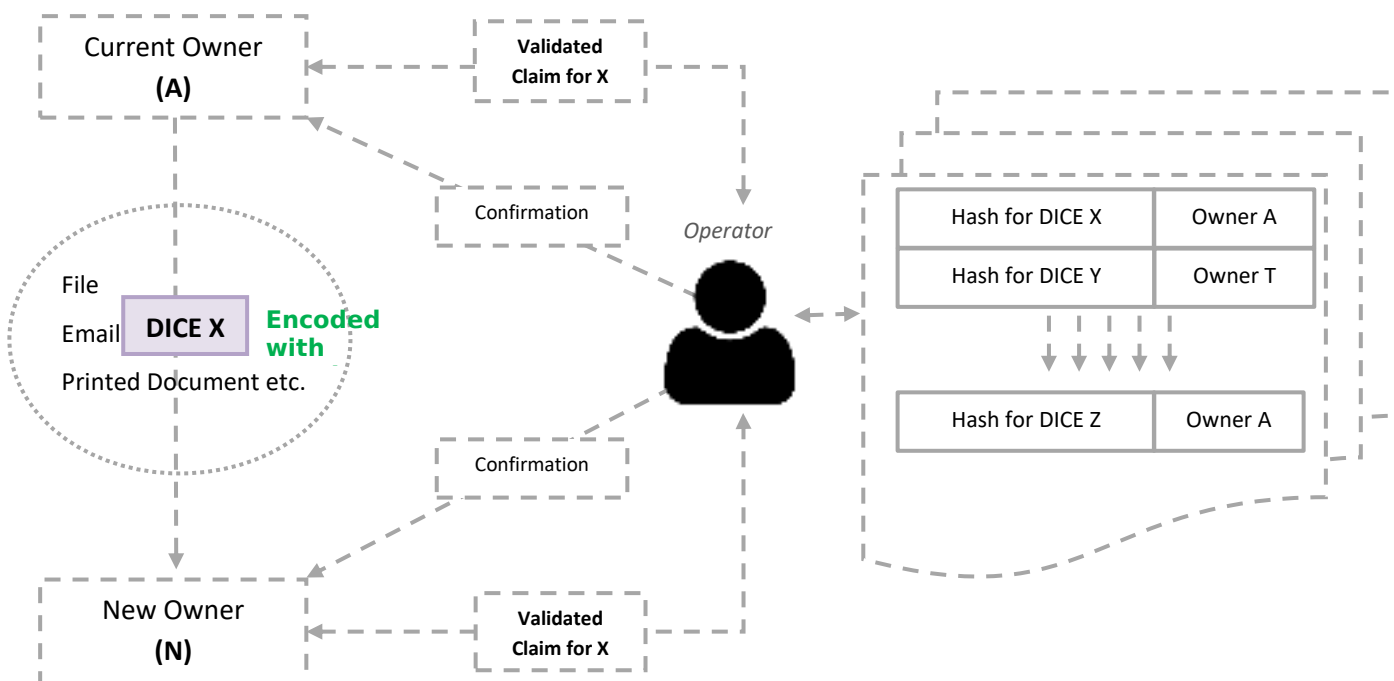 Current Owner
(A)
Validated
Claim for X
Confirmation
Operator
File
Email
DICE X
Encoded
with
Printed Document etc.
Hash for DICE X
Owner A
Hash for DICE Y
Owner T
Hash for DICE Z
Owner A
Confirmation
New Owner
(N)
Validated
Claim for X